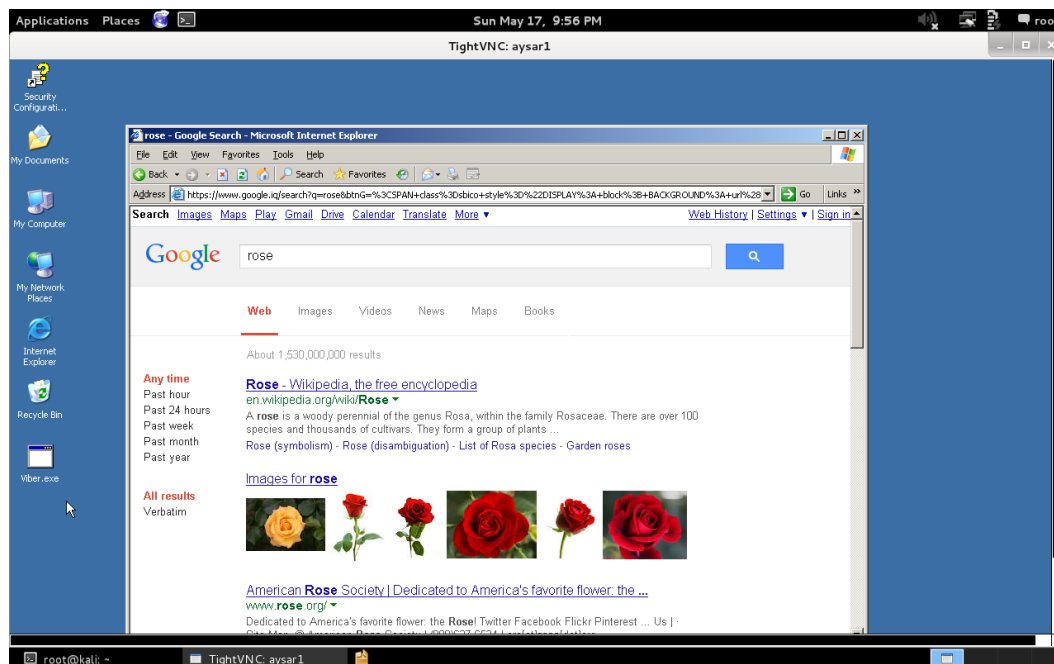 Applications Places Sun May 17, 9:56 PM roo
TightVNC: aysar1
Security
Configurati...
My Documents
My Computer
My Network
Places
Internet
Explorer
Recycle Bin
Viber.exe
rose - Google Search - Microsoft Internet Explorer
File Edit View Favorites Tools Help
Back Search Favorites
Address https://www.google.iq/search?q=rose&btnG=%3CSPAN+class%3Dsbico+style%3D%22DISPLAY%3A+block%3B+BACKGROUND%3A+url%28 Go Links »
Search Images Maps Play Gmail Drive Calendar Translate More ▼ Web History | Settings ▼ | Sign in
Google rose
Web Images Videos News Maps Books
About 1,530,000,000 results
Any time
Past hour
Past 24 hours
Past week
Past month
Past year
All results
Verbatim
Rose - Wikipedia, the free encyclopedia
en.wikipedia.org/wiki/Rose ▼
A rose is a woody perennial of the genus Rosa, within the family Rosaceae. There are over 100
species and thousands of cultivars. They form a group of plants ...
Rose (symbolism) - Rose (disambiguation) - List of Rosa species - Garden roses
Images for rose
American Rose Society | Dedicated to America's favorite flower: the ...
www.rose.org/ ▼
Dedicated to America's favorite flower: the Rose! Twitter Facebook Flickr Pinterest ... Us | ·
root@kali: ~ TightVNC: aysar1